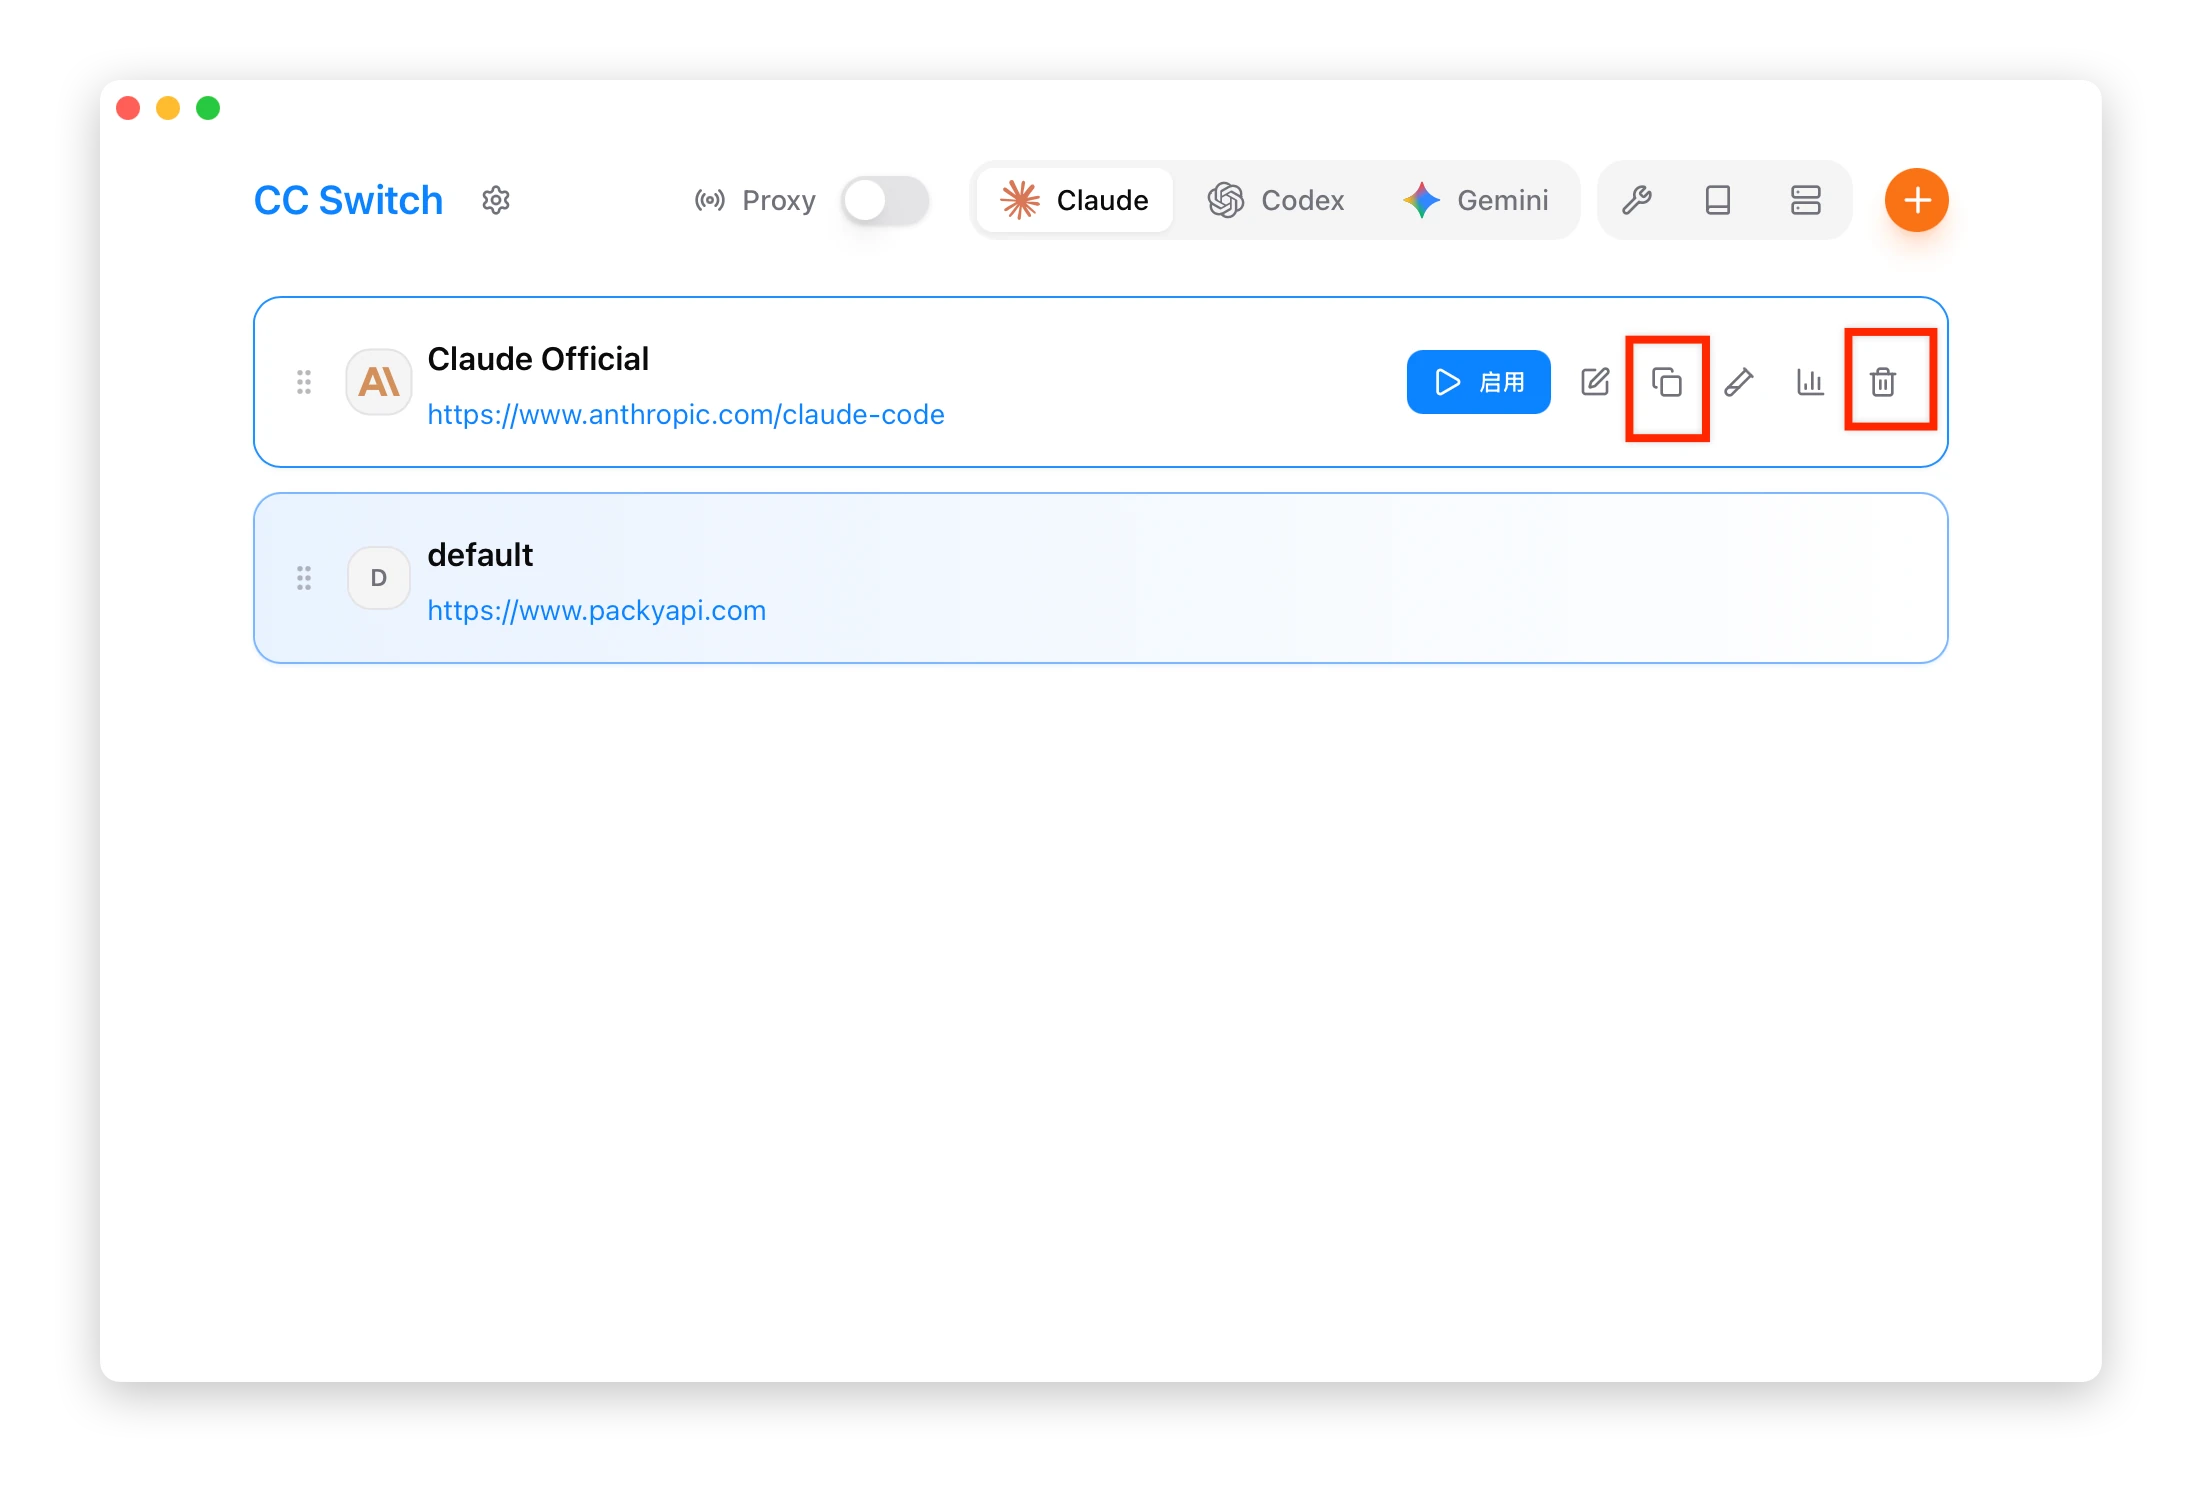 CC Switch
Proxy
Claude
Codex
Gemini
Claude Official
https://www.anthropic.com/claude-code
启用
D
default
https://www.packyapi.com